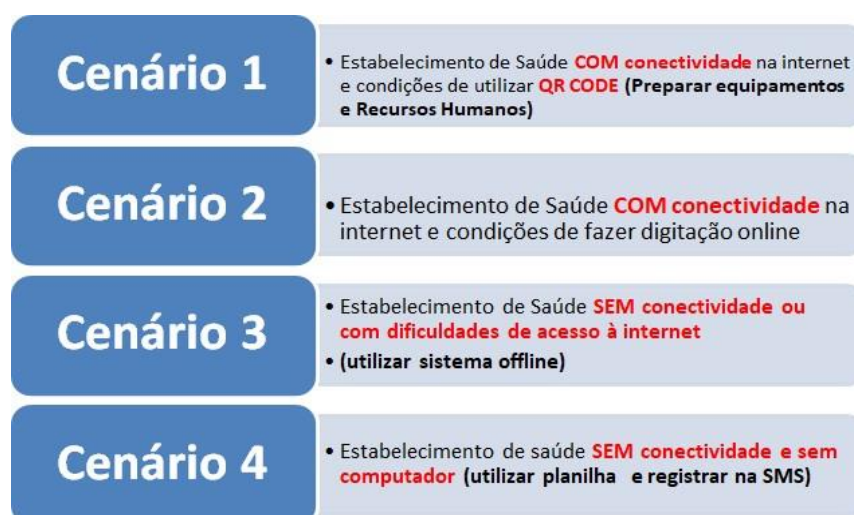 Cenário 1
• Estabelecimento de Saúde COM conectividade na internet
e condições de utilizar QR CODE (Preparar equipamentos
e Recursos Humanos)
Cenário 2
• Estabelecimento de Saúde COM conectividade na
internet e condições de fazer digitação online
Cenário 3
• Estabelecimento de Saúde SEM conectividade ou
com dificuldades de acesso à internet
• (utilizar sistema offline)
Cenário 4
• Estabelecimento de saúde SEM conectividade e sem
computador (utilizar planilha e registrar na SMS)